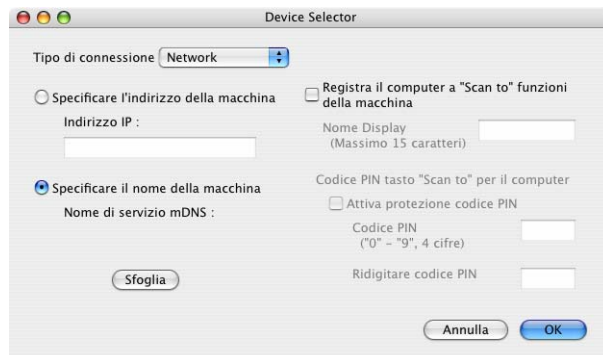 Device Selector
Tipo di connessione Network
Specificare l'indirizzo della macchina
Indirizzo IP :
Specificare il nome della macchina
Nome di servizio mDNS :
Sfoglia
Registra il computer a "Scan to" funzioni
della macchina
Nome Display
(Massimo 15 caratteri)
Codice PIN tasto "Scan to" per il computer
Attiva protezione codice PIN
Codice PIN
("0" – "9", 4 cifre)
Ridigitare codice PIN
Annulla
OK